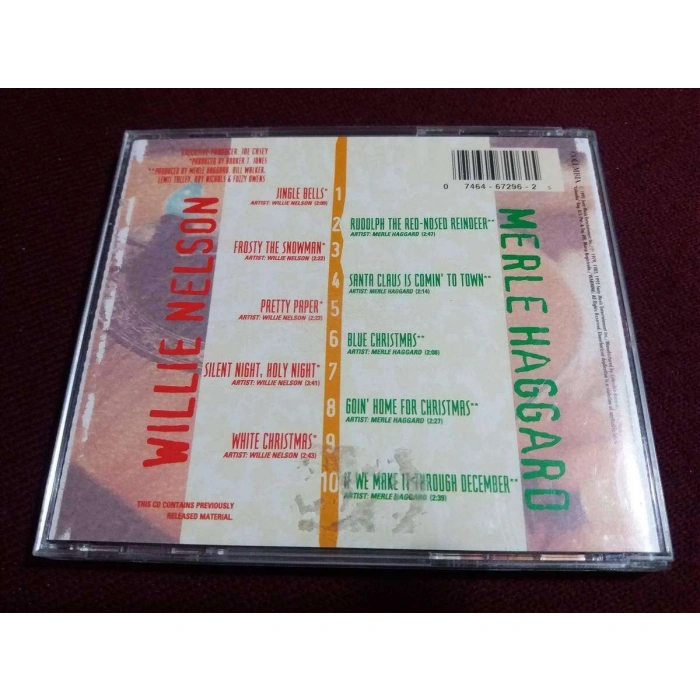 EXECUTIVE PRODUCER: THE CAFEY
*PRODUCED BY BOOKER T. JONES
**PRODUCED BY MERLE HAGGARD, BILL WALKER,
LEWIS TALLEY, ROY NICHOLS & FUZZY OWENS
0 7464-67296-2
COLUMBIA
WILLIE NELSON
MERLE HAGGARD
JINGLE BELLS* 1
ARTIST: WILLIE NELSON (2:09)
2 RUDOLPH THE RED-NOSED REINDEER**
ARTIST: MERLE HAGGARD (2:47)
FROSTY THE SNOWMAN* 3
ARTIST: WILLIE NELSON (2:22)
4 SANTA CLAUS IS COMIN' TO TOWN**
ARTIST: MERLE HAGGARD (2:14)
PRETTY PAPER* 5
ARTIST: WILLIE NELSON (2:22)
6 BLUE CHRISTMAS**
ARTIST: MERLE HAGGARD (2:08)
SILENT NIGHT, HOLY NIGHT* 7
ARTIST: WILLIE NELSON (3:41)
8 GOIN' HOME FOR CHRISTMAS**
ARTIST: MERLE HAGGARD (2:27)
WHITE CHRISTMAS* 9
ARTIST: WILLIE NELSON (2:43)
10 IF WE MAKE IT THROUGH DECEMBER**
ARTIST: MERLE HAGGARD (2:39)
THIS CD CONTAINS PREVIOUSLY
RELEASED MATERIAL.